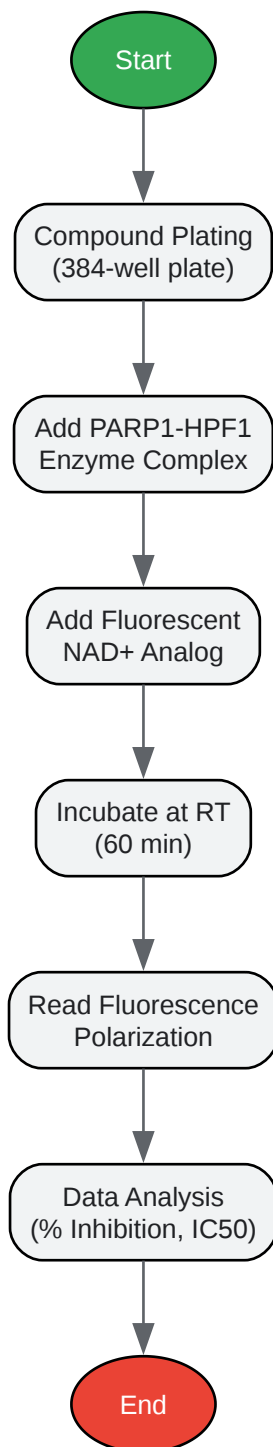 Start
Compound Plating
(384-well plate)
Add PARP1-HPF1
Enzyme Complex
Add Fluorescent
NAD+ Analog
Incubate at RT
(60 min)
Read Fluorescence
Polarization
Data Analysis
(% Inhibition, IC50)
End